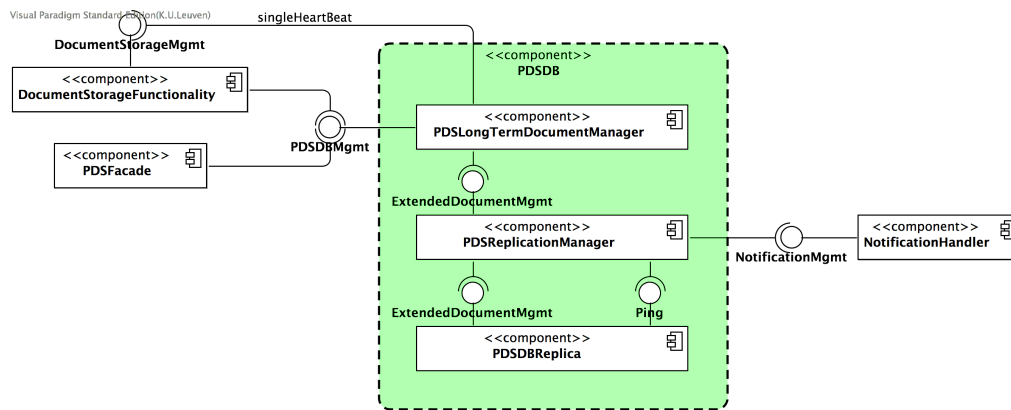 Visual Paradigm Standard Edition(K.U.Leuven)
singleHeartBeat
DocumentStorageMgmt
<<component>>
DocumentStorageFunctionality
<<component>>
PDSDB
<<component>>
PDSLongTermDocumentManager
PDSDBMgmt
<<component>>
PDSFacade
ExtendedDocumentMgmt
<<component>>
PDSReplicationManager
NotificationMgmt
<<component>>
NotificationHandler
ExtendedDocumentMgmt
Ping
<<component>>
PDSDBReplica